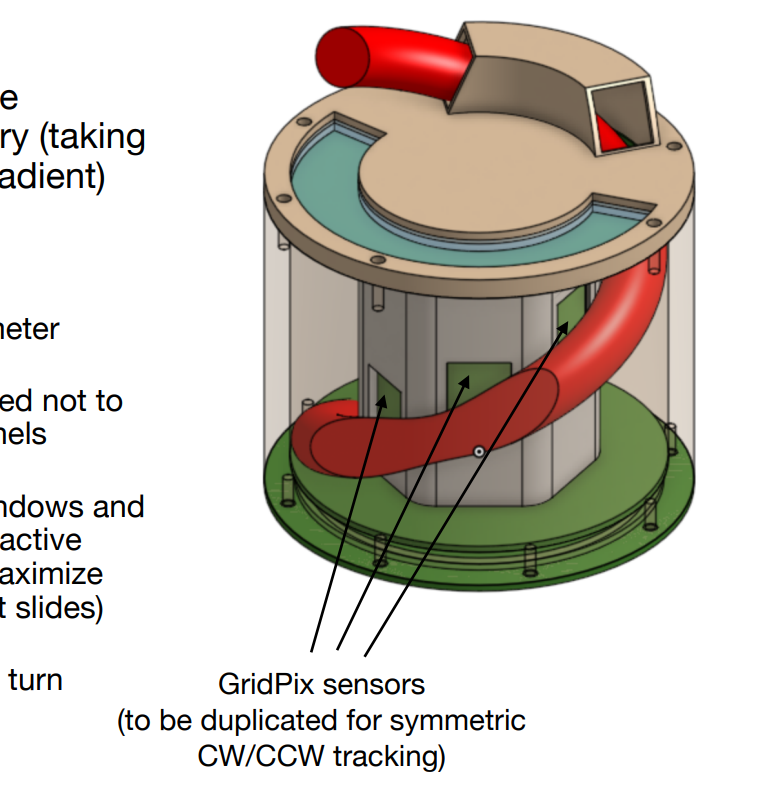 e
ry (taking
adient)
neter
ed not to
nels
ndows and
active
aximize
t slides)
turn
GridPix sensors
(to be duplicated for symmetric
CW/CCW tracking)